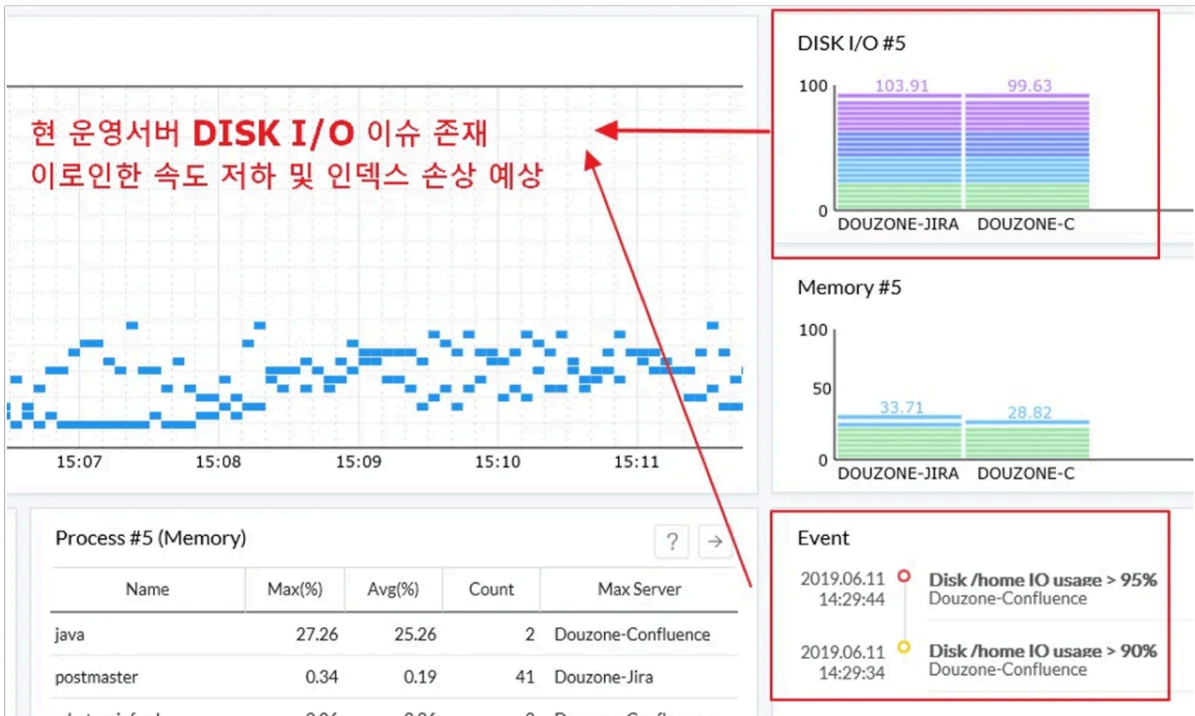 현 운영서버 DISK I/O 이슈 존재
이로인한 속도 저하 및 인덱스 손상 예상
15:07 15:08 15:09 15:10 15:11
DISK I/O #5
100
103.91 99.63
0
DOUZONE-JIRA DOUZONE-C
Memory #5
100
50
33.71 28.82
0
DOUZONE-JIRA DOUZONE-C
Process #5 (Memory)
? →
Name Max(%) Avg(%) Count Max Server
java 27.26 25.26 2 Douzone-Confluence
postmaster 0.34 0.19 41 Douzone-Jira
Event
2019.06.11 Disk /home IO usage > 95%
14:29:44 Douzone-Confluence
2019.06.11 Disk /home IO usage > 90%
14:29:34 Douzone-Confluence